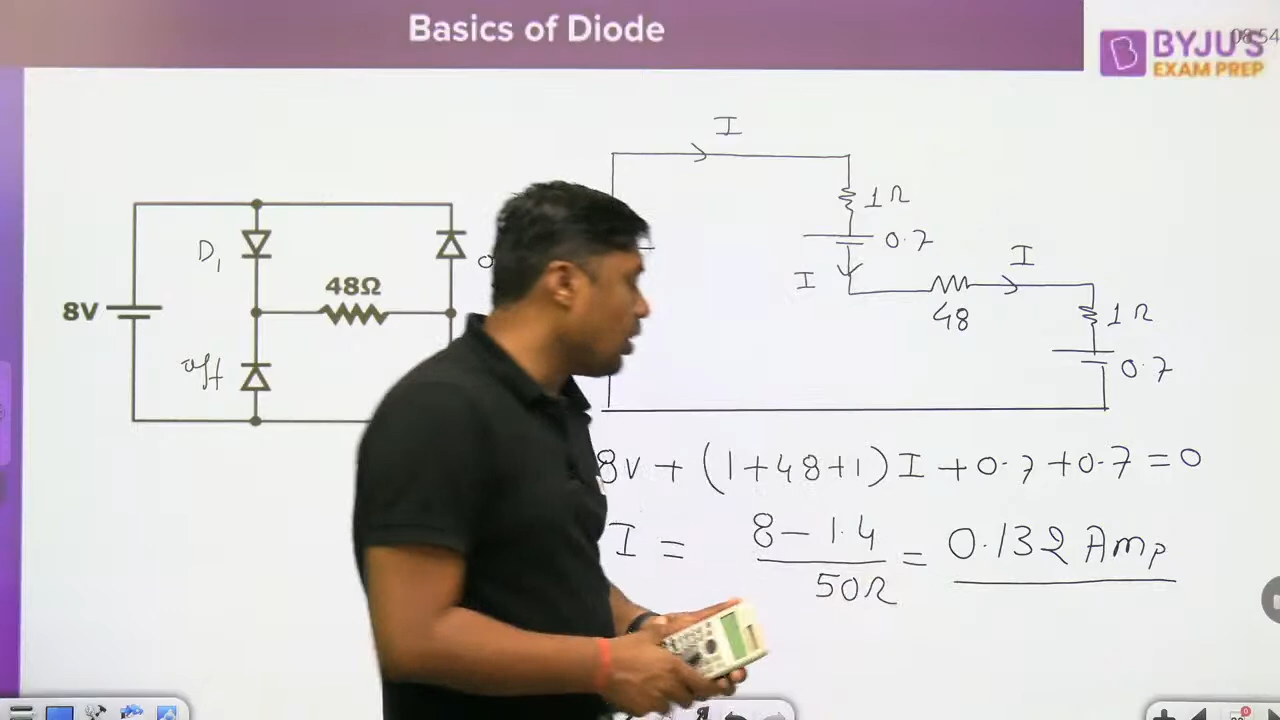 Basics of Diode
BYJU'S
EXAM PREP
I
1Ω
0.7
D1
I
I
48Ω
8V
48
1Ω
off
0.7
8V + (1+48+1) I + 0.7 + 0.7 = 0
I = 8 - 1.4 / 50Ω = 0.132 Amp